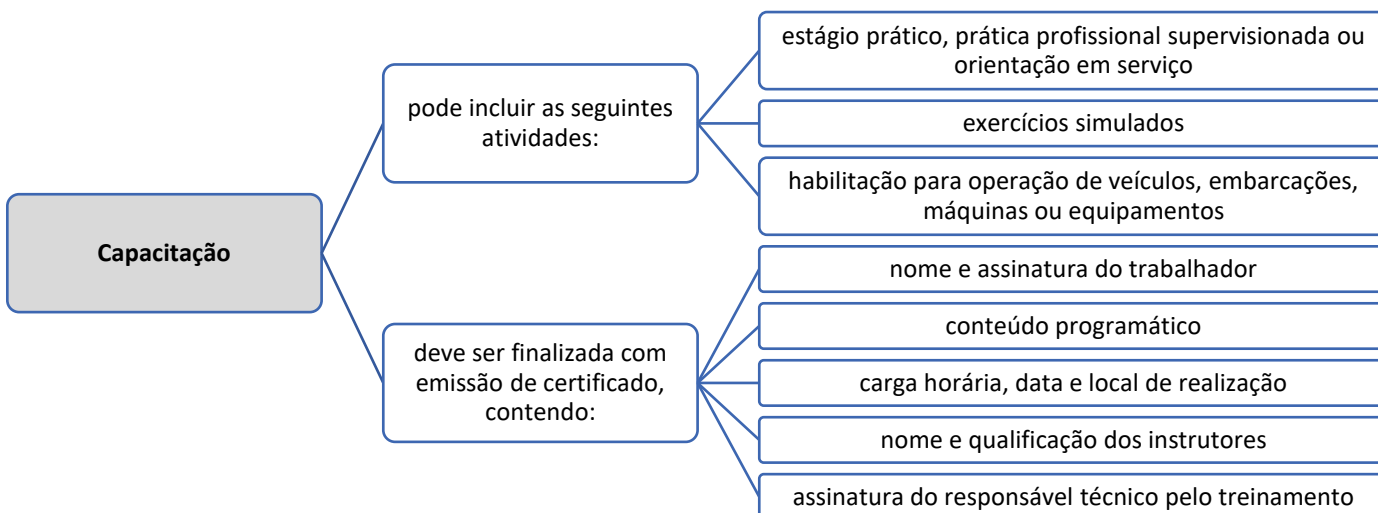 Capacitação
pode incluir as seguintes
atividades:
estágio prático, prática profissional supervisionada ou
orientação em serviço
exercícios simulados
habilitação para operação de veículos, embarcações,
máquinas ou equipamentos
deve ser finalizada com
emissão de certificado,
contendo:
nome e assinatura do trabalhador
conteúdo programático
carga horária, data e local de realização
nome e qualificação dos instrutores
assinatura do responsável técnico pelo treinamento